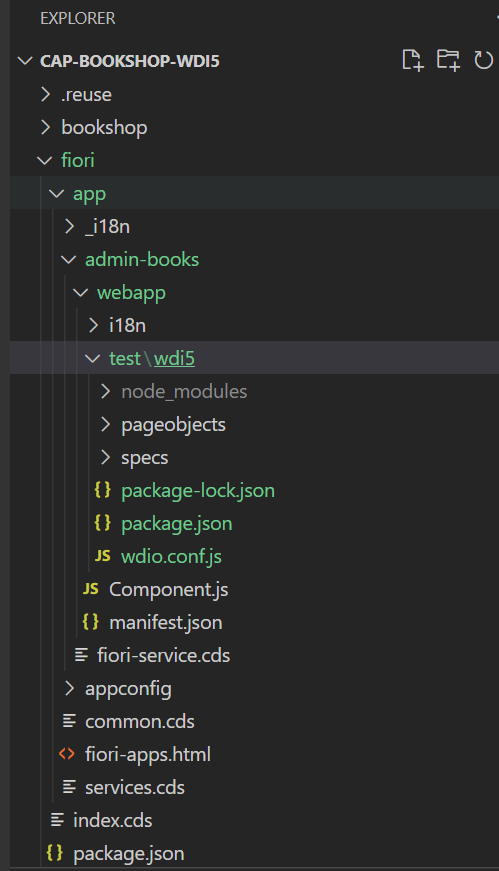 EXPLORER
CAP-BOOKSHOP-WDI5
.reuse
bookshop
fiori
app
_i18n
admin-books
webapp
i18n
test\wdi5
node_modules
pageobjects
specs
{} package-lock.json
{} package.json
JS wdio.conf.js
JS Component.js
{} manifest.json
fiori-service.cds
appconfig
common.cds
<> fiori-apps.html
services.cds
index.cds
{} package.json